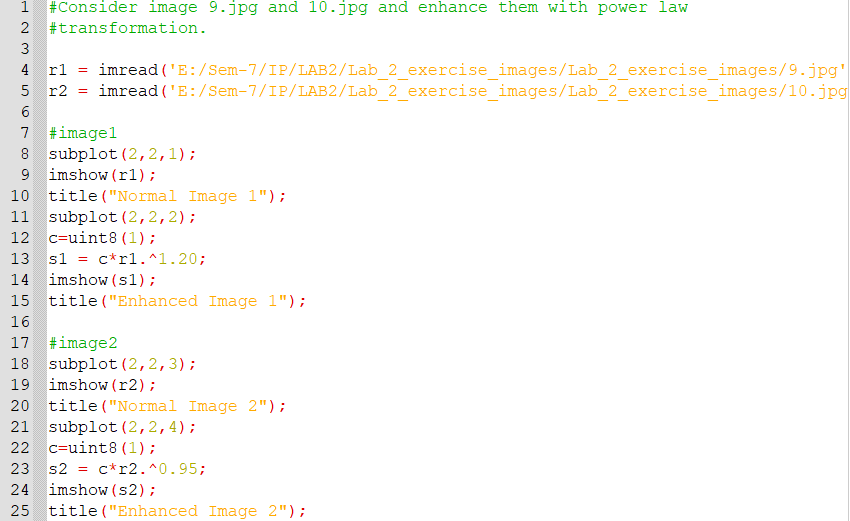 1 #Consider image 9.jpg and 10.jpg and enhance them with power law
2 #transformation.
3
4 r1 = imread('E:/Sem-7/IP/LAB2/Lab_2_exercise_images/Lab_2_exercise_images/9.jpg'
5 r2 = imread('E:/Sem-7/IP/LAB2/Lab_2_exercise_images/Lab_2_exercise_images/10.jpg
6
7 #image1
8 subplot(2,2,1);
9 imshow(r1);
10 title("Normal Image 1");
11 subplot(2,2,2);
12 c=uint8(1);
13 s1 = c*r1.^1.20;
14 imshow(s1);
15 title("Enhanced Image 1");
16
17 #image2
18 subplot(2,2,3);
19 imshow(r2);
20 title("Normal Image 2");
21 subplot(2,2,4);
22 c=uint8(1);
23 s2 = c*r2.^0.95;
24 imshow(s2);
25 title("Enhanced Image 2");